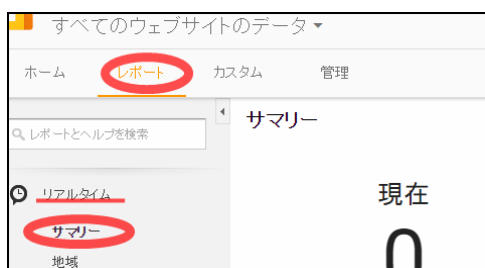 すべてのウェブサイトのデータ
ホーム レポート カスタム 管理
レポートとヘルプを検索
サマリー
リアルタイム
現在
サマリー
0
地域